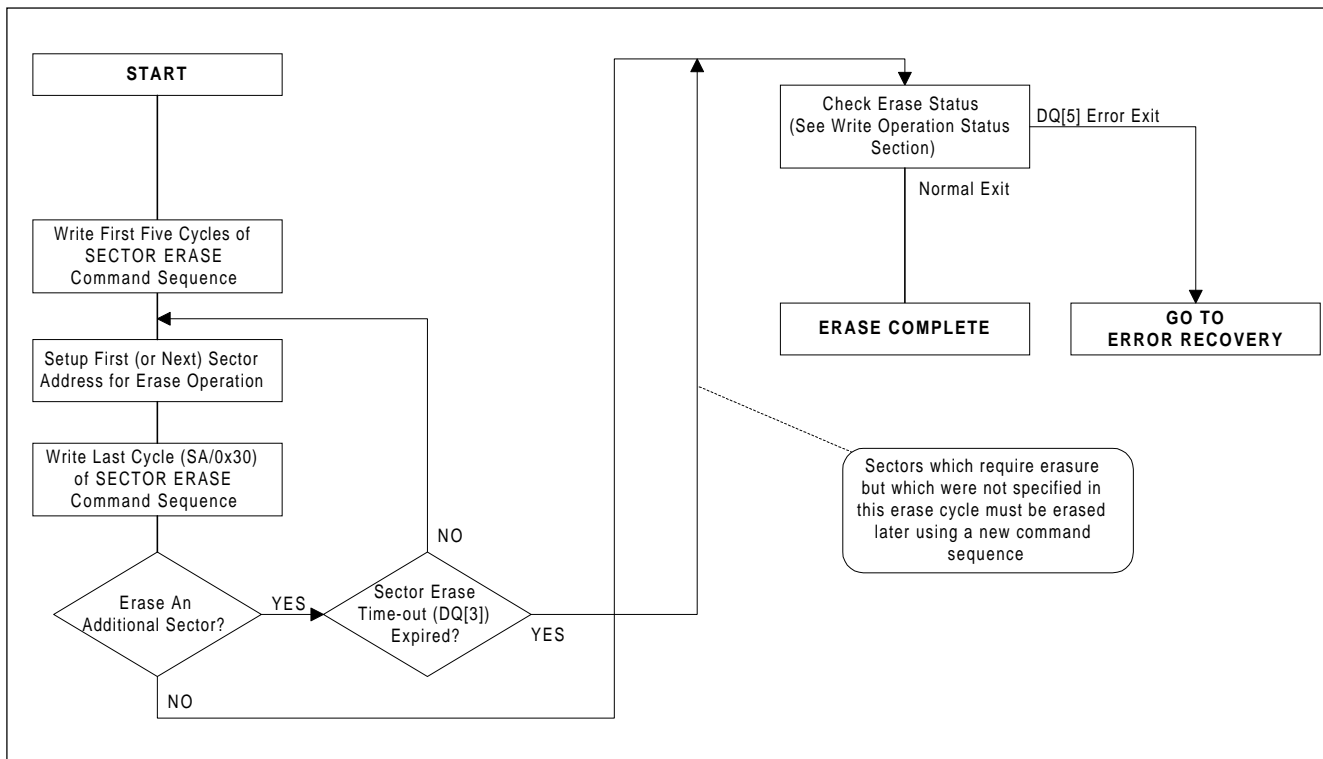 START
Write First Five Cycles of
SECTOR ERASE
Command Sequence
Setup First (or Next) Sector
Address for Erase Operation
Write Last Cycle (SA/0x30)
of SECTOR ERASE
Command Sequence
Erase An
Additional Sector?
YES
NO
Sector Erase
Time-out (DQ[3])
Expired?
NO
YES
Check Erase Status
(See Write Operation Status
Section)
DQ[5] Error Exit
Normal Exit
ERASE COMPLETE
GO TO
ERROR RECOVERY
Sectors which require erasure
but which were not specified in
this erase cycle must be erased
later using a new command
sequence